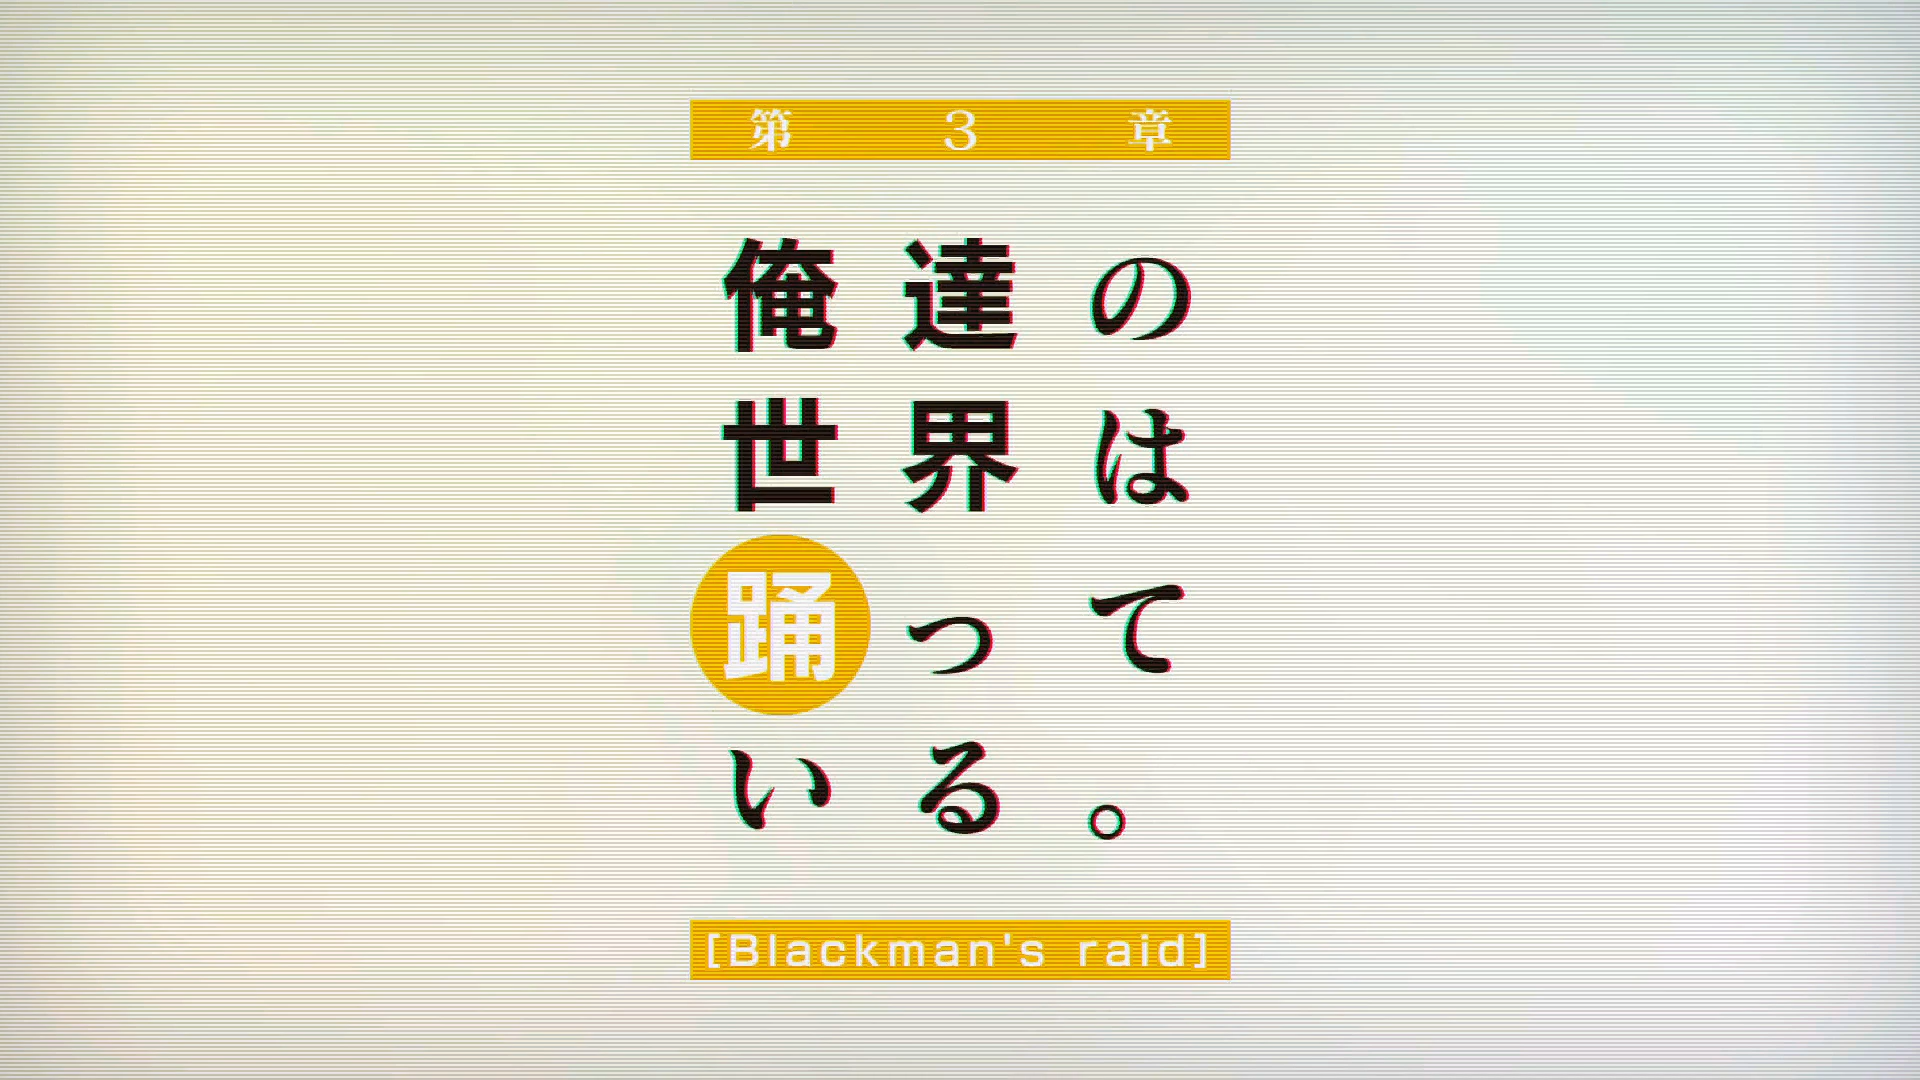 第3章
俺達の
世界は
踊って
いる。
[Blackman's raid]